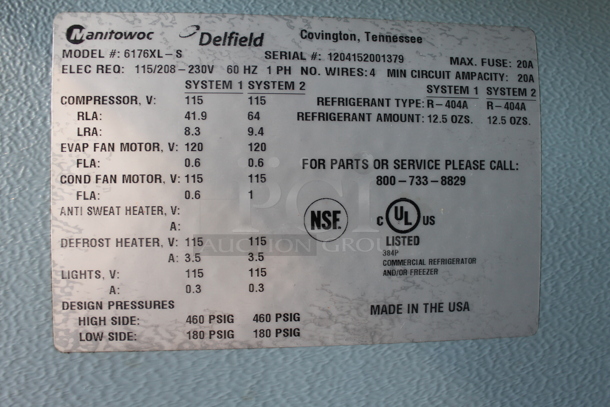 Manitowoc Delfield Covington, Tennessee
MODEL #: 6176XL-S SERIAL #: 1204152001379 MAX. FUSE: 20A
ELEC REQ: 115/208-230V 60 HZ 1 PH NO. WIRES: 4 MIN CIRCUIT AMPACITY: 20A
SYSTEM 1 SYSTEM 2 SYSTEM 1 SYSTEM 2
COMPRESSOR, V: 115 115 REFRIGERANT TYPE: R-404A R-404A
RLA: 41.9 64 REFRIGERANT AMOUNT: 12.5 OZS. 12.5 OZS.
LRA: 8.3 9.4
EVAP FAN MOTOR, V: 120 120
FLA: 0.6 0.6 FOR PARTS OR SERVICE PLEASE CALL:
COND FAN MOTOR, V: 115 115 800-733-8829
FLA: 0.6 1
ANTI SWEAT HEATER, V:
A:
PCI
AUCTION GROUP
NSF.
C UL US
LISTED
384P
COMMERCIAL REFRIGERATOR
AND/OR FREEZER
DEFROST HEATER, V: 115 115
A: 3.5 3.5
LIGHTS, V: 115 115
A: 0.3 0.3
DESIGN PRESSURES MADE IN THE USA
HIGH SIDE: 460 PSIG 460 PSIG
LOW SIDE: 180 PSIG 180 PSIG